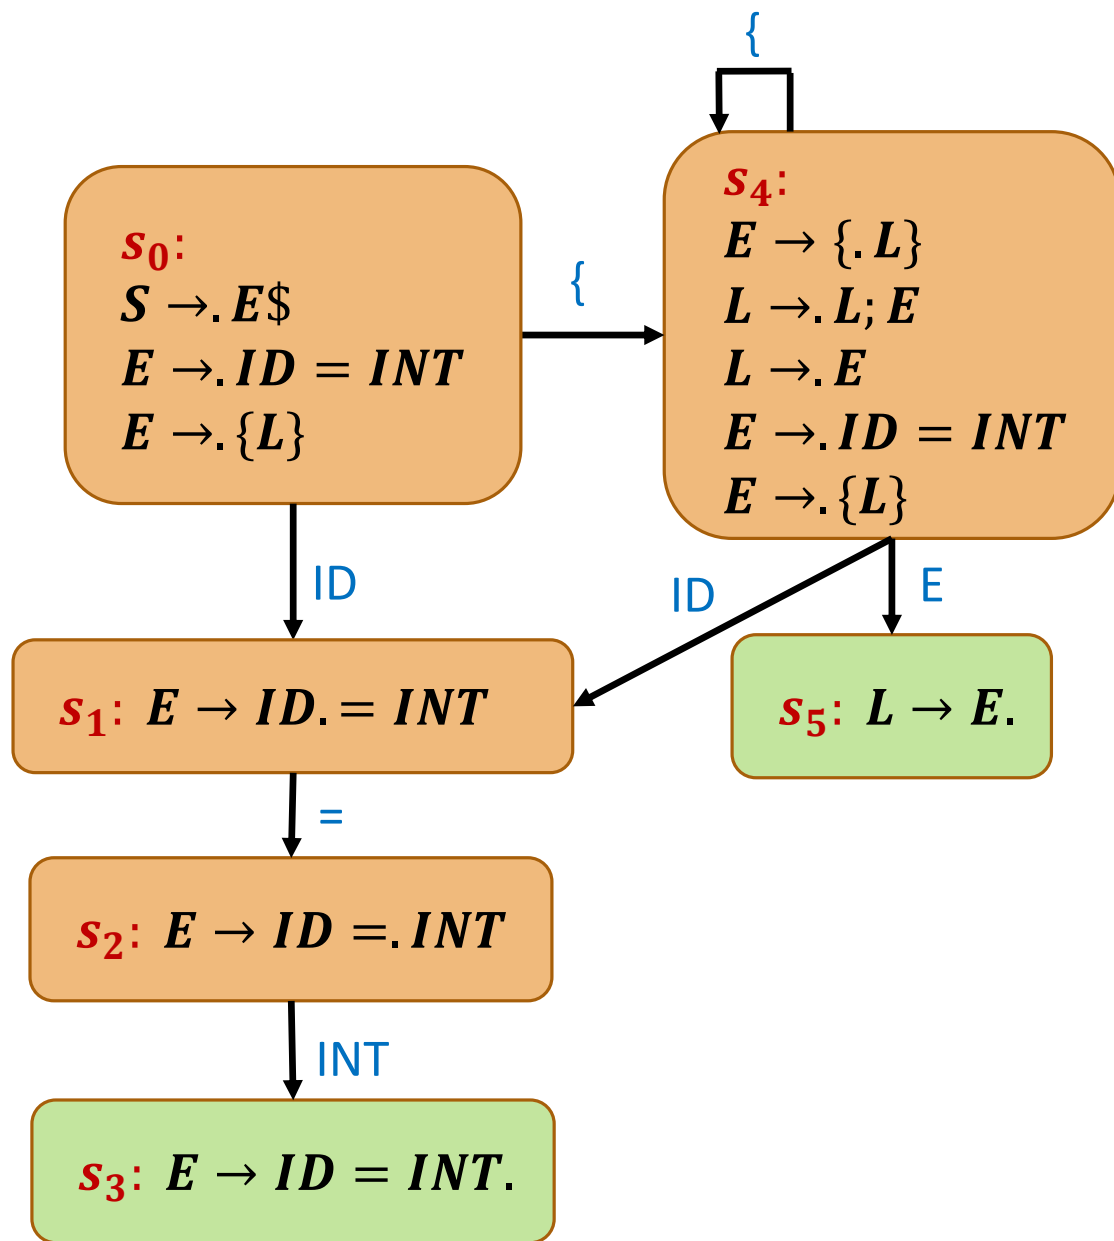 {
s₀:
S →. E$
E →. ID = INT
E →. {L}
{
s₄:
E → {. L}
L →. L; E
L →. E
E →. ID = INT
E →. {L}
ID
ID
E
s₁: E → ID. = INT
s₅: L → E.
=
s₂: E → ID =. INT
INT
s₃: E → ID = INT.